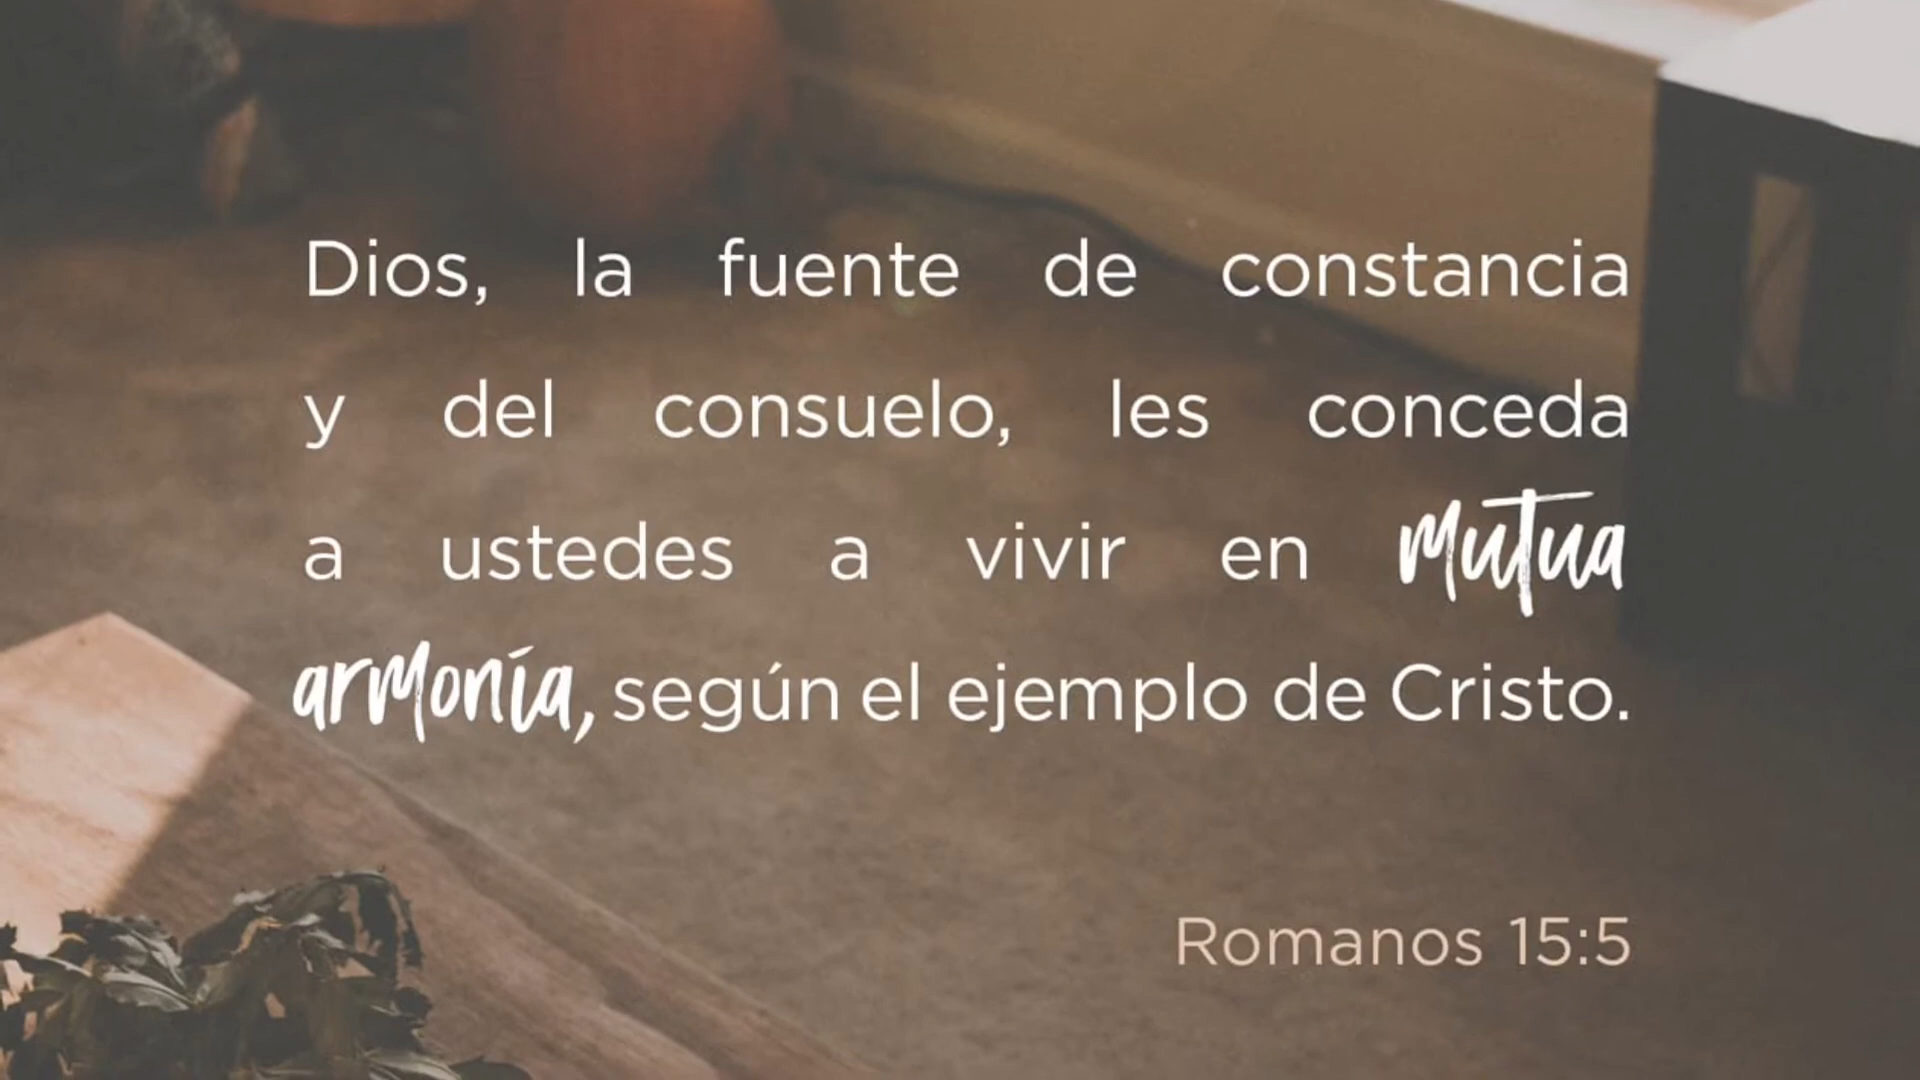 Dios, la fuente de constancia
y del consuelo, les conceda
a ustedes a vivir en mutua
armonía, según el ejemplo de Cristo.
Romanos 15:5